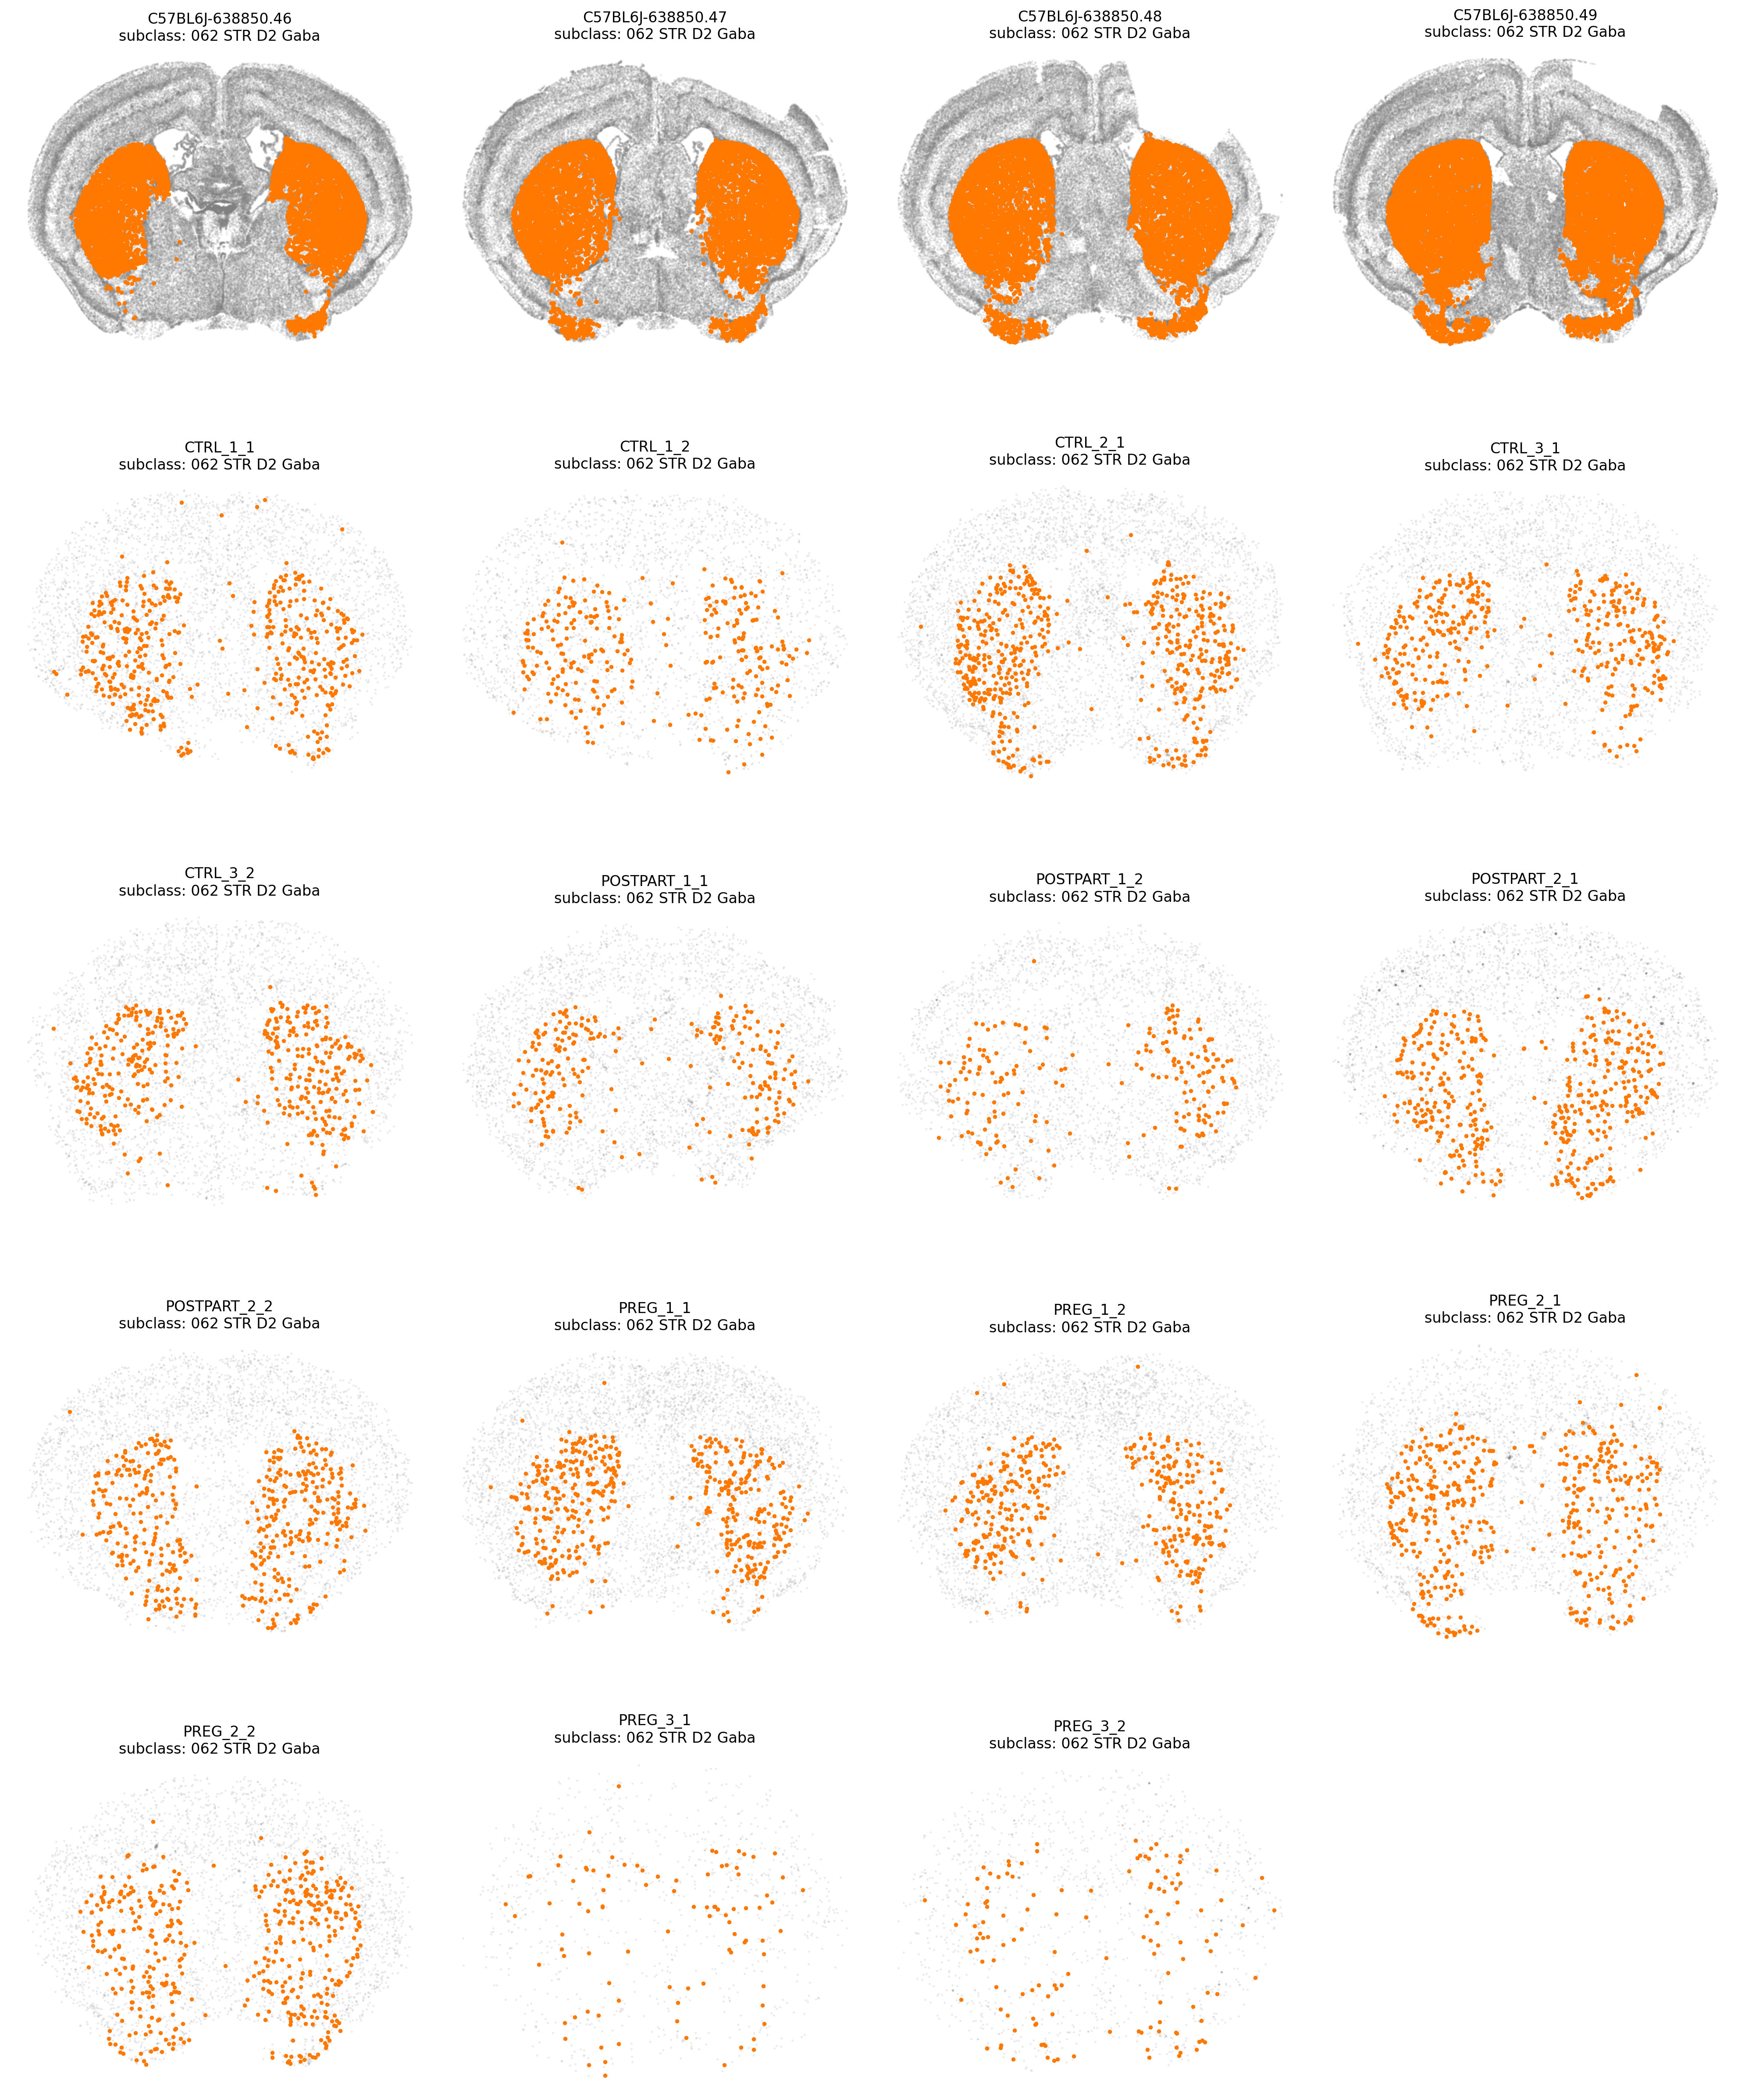 C57BL6J-638850.46
subclass: 062 STR D2 Gaba
C57BL6J-638850.47
subclass: 062 STR D2 Gaba
C57BL6J-638850.48
subclass: 062 STR D2 Gaba
C57BL6J-638850.49
subclass: 062 STR D2 Gaba
CTRL_1_1
subclass: 062 STR D2 Gaba
CTRL_1_2
subclass: 062 STR D2 Gaba
CTRL_2_1
subclass: 062 STR D2 Gaba
CTRL_3_1
subclass: 062 STR D2 Gaba
CTRL_3_2
subclass: 062 STR D2 Gaba
POSTPART_1_1
subclass: 062 STR D2 Gaba
POSTPART_1_2
subclass: 062 STR D2 Gaba
POSTPART_2_1
subclass: 062 STR D2 Gaba
POSTPART_2_2
subclass: 062 STR D2 Gaba
PREG_1_1
subclass: 062 STR D2 Gaba
PREG_1_2
subclass: 062 STR D2 Gaba
PREG_2_1
subclass: 062 STR D2 Gaba
PREG_2_2
subclass: 062 STR D2 Gaba
PREG_3_1
subclass: 062 STR D2 Gaba
PREG_3_2
subclass: 062 STR D2 Gaba